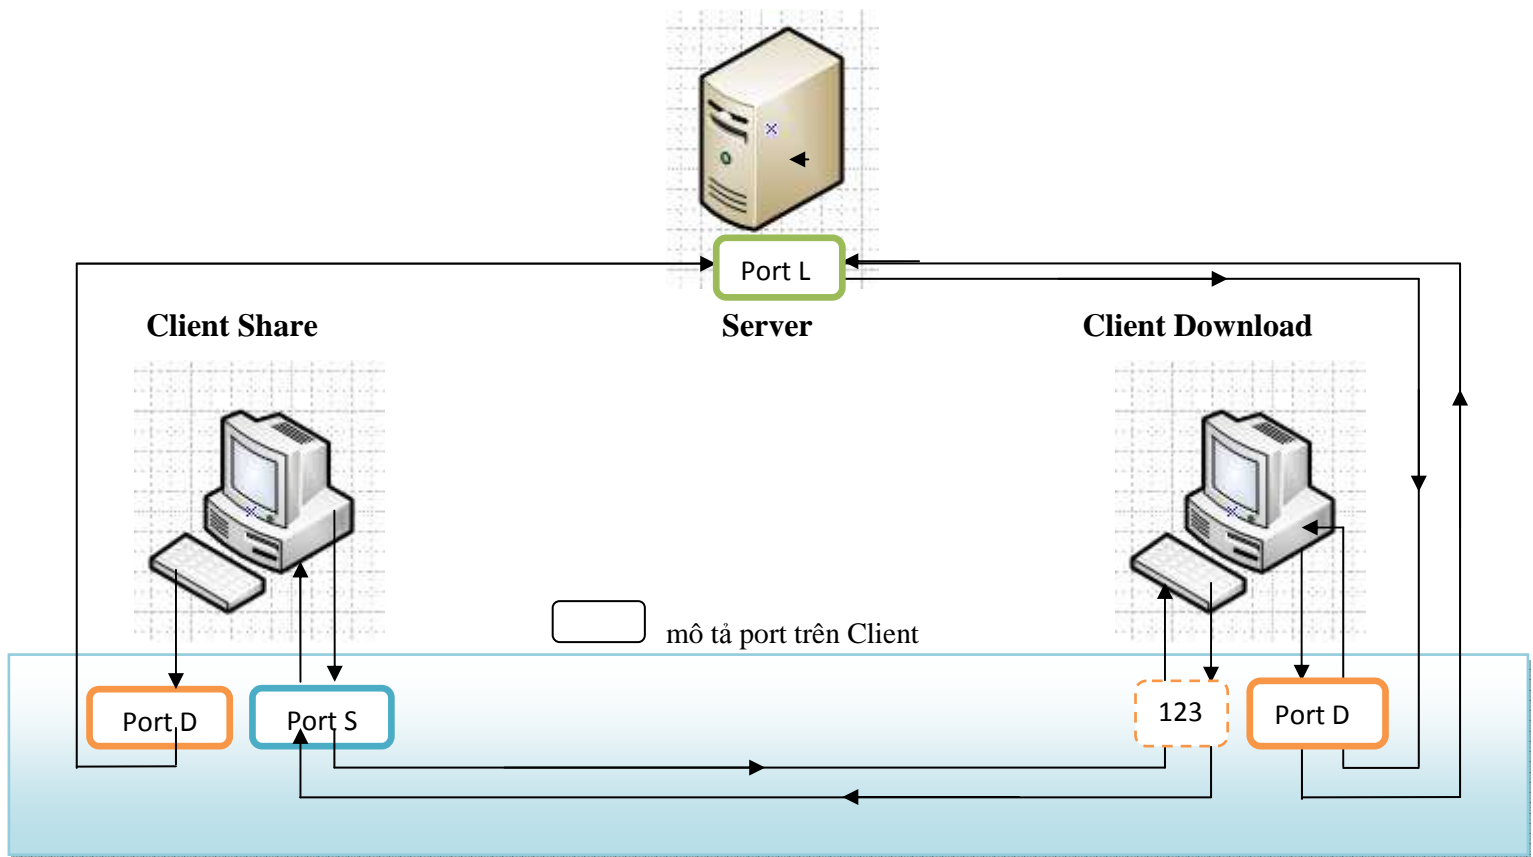 Port L
Client Share
Server
Client Download
mô tả port trên Client
Port D
Port S
123
Port D